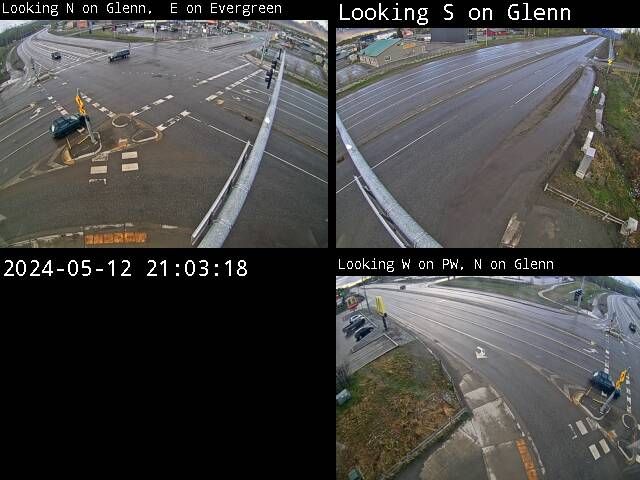 Looking N on Glenn,  E on Evergreen
Looking S on Glenn
2024-05-12 21:03:18
Looking W on PW, N on Glenn